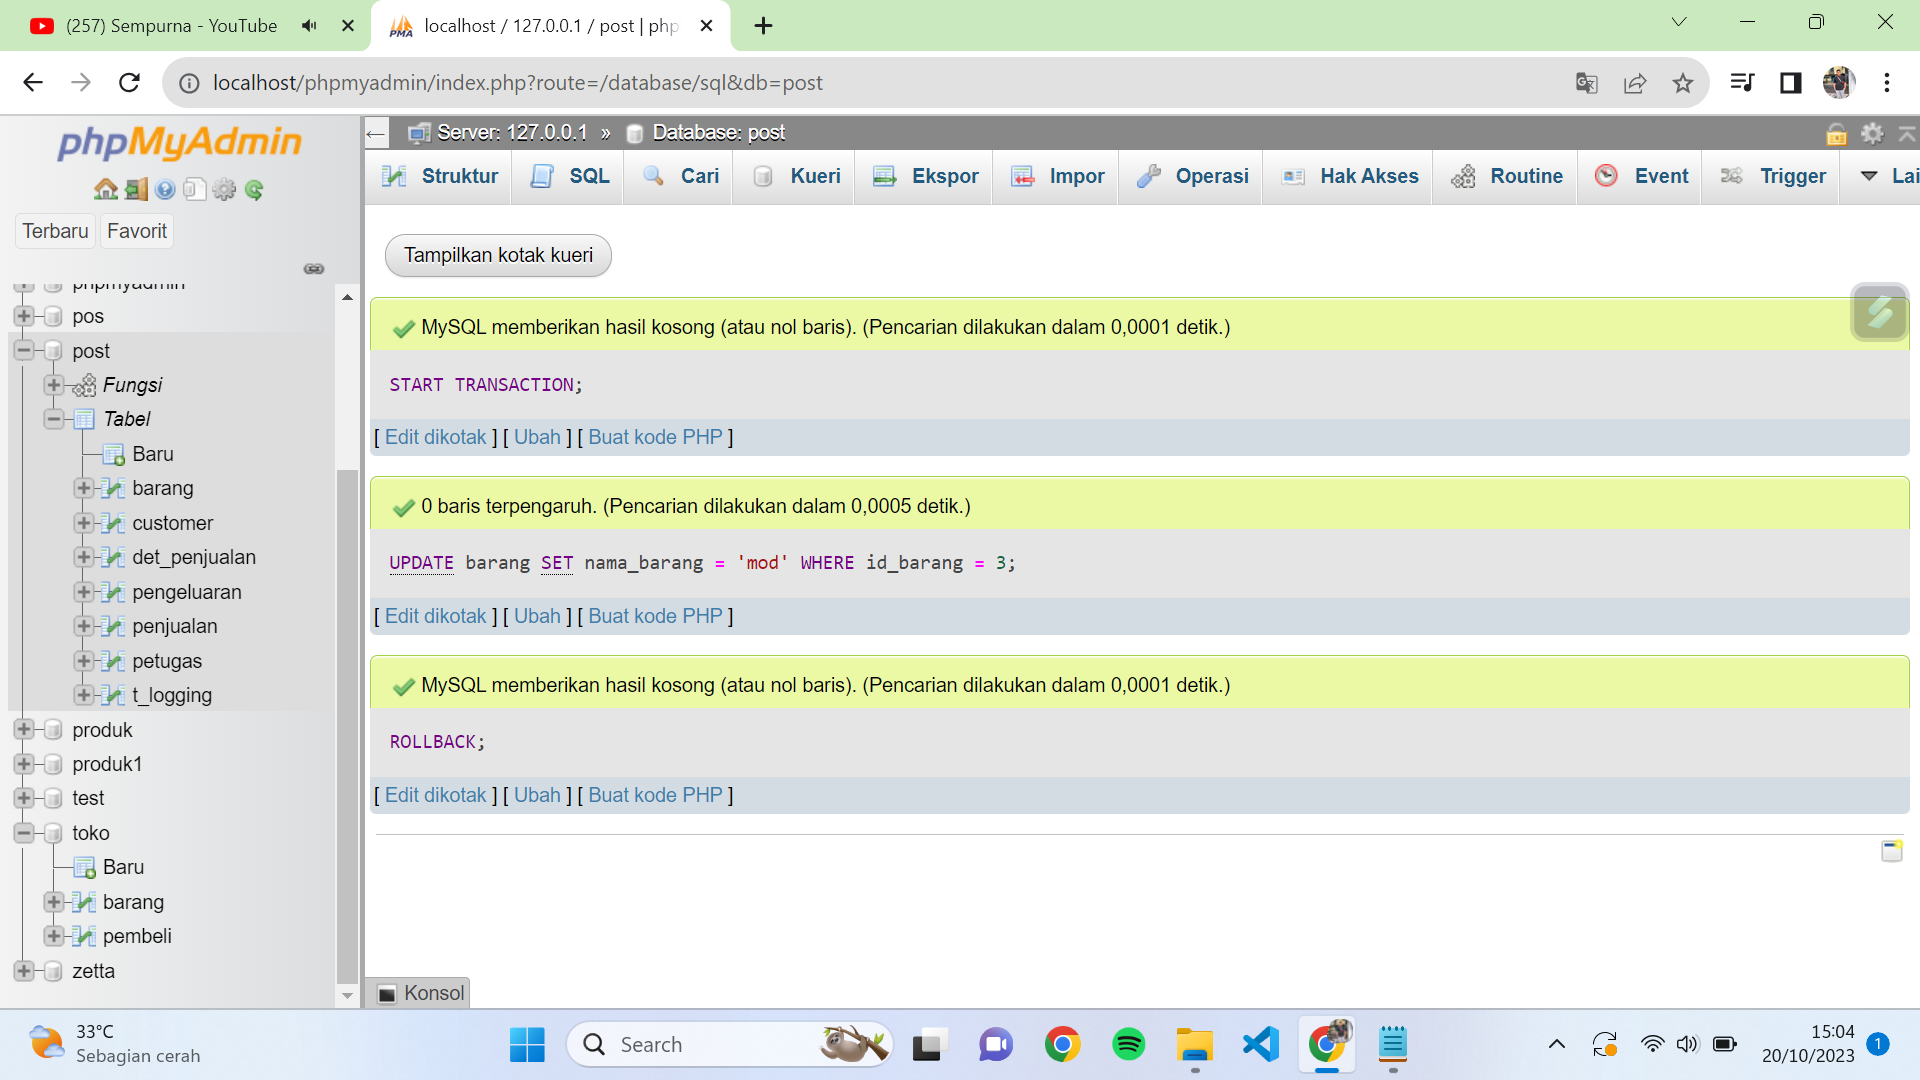 (257) Sempurna - YouTube
localhost / 127.0.0.1 / post | php
localhost/phpmyadmin/index.php?route=/database/sql&db=post
phpMyAdmin
Terbaru Favorit
phpmyadmin
pos
post
Fungsi
Tabel
Baru
barang
customer
det_penjualan
pengeluaran
penjualan
petugas
t_logging
produk
produk1
test
toko
Baru
barang
pembeli
zetta
Server: 127.0.0.1 » Database: post
Struktur SQL Cari Kueri Ekspor Impor Operasi Hak Akses Routine Event Trigger Lai
Tampilkan kotak kueri
MySQL memberikan hasil kosong (atau nol baris). (Pencarian dilakukan dalam 0,0001 detik.)
START TRANSACTION;
[ Edit dikotak ] [ Ubah ] [ Buat kode PHP ]
0 baris terpengaruh. (Pencarian dilakukan dalam 0,0005 detik.)
UPDATE barang SET nama_barang = 'mod' WHERE id_barang = 3;
[ Edit dikotak ] [ Ubah ] [ Buat kode PHP ]
MySQL memberikan hasil kosong (atau nol baris). (Pencarian dilakukan dalam 0,0001 detik.)
ROLLBACK;
[ Edit dikotak ] [ Ubah ] [ Buat kode PHP ]
Konsol
33°C
Sebagian cerah
Search
15:04
20/10/2023
1